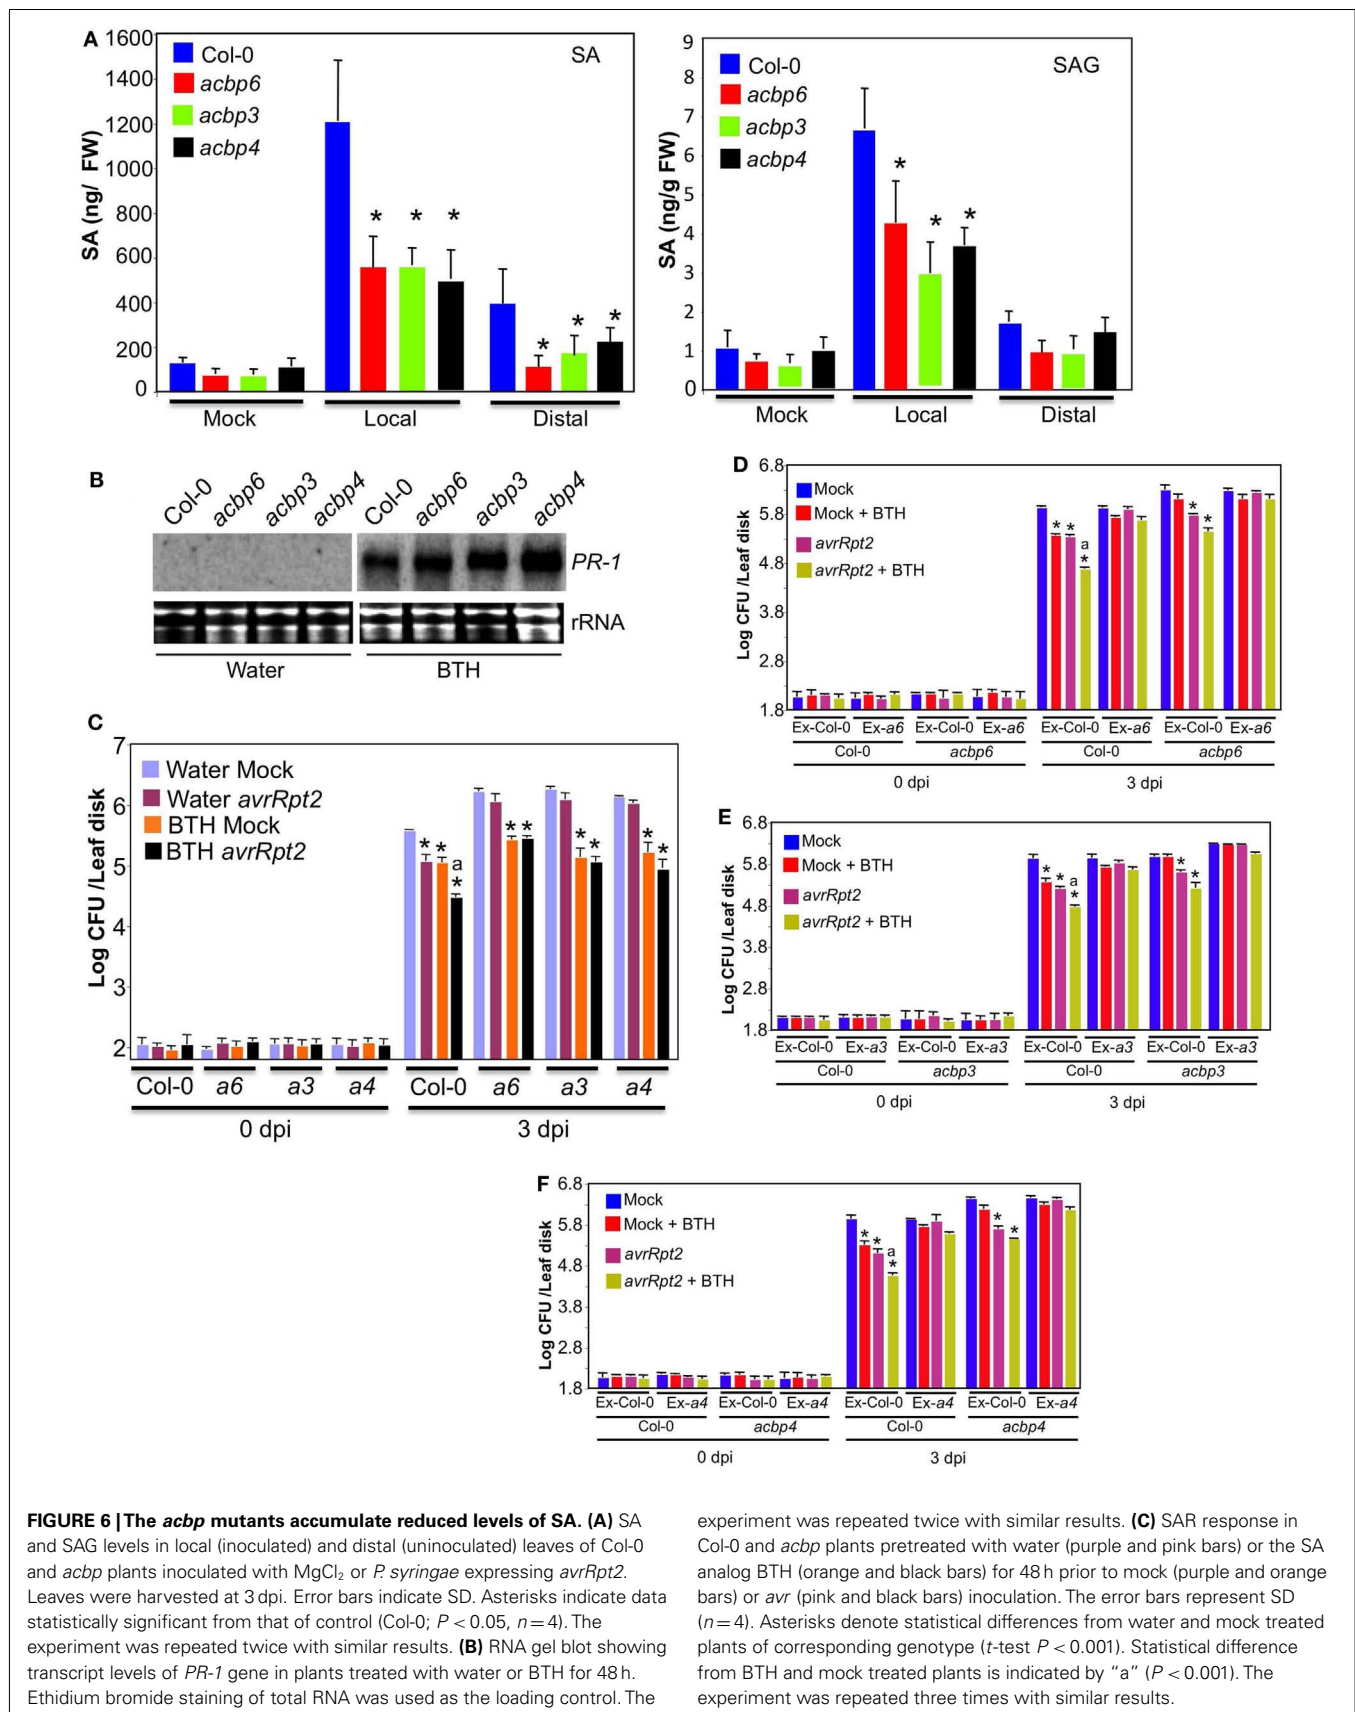 A
1600
1400
1200
1000
800
600
400
200
0
SA (ng/ FW)
Col-0
acbp6
acbp3
acbp4
SA
* * *
* * *
Mock Local Distal
9
8
7
6
5
4
3
2
1
0
SA (ng/g FW)
Col-0
acbp6
acbp3
acbp4
SAG
* * *
Mock Local Distal
B
Col-0 acbp6 acbp3 acbp4 Col-0 acbp6 acbp3 acbp4
PR-1
rRNA
Water BTH
C
7
6
5
4
3
2
Log CFU /Leaf disk
Water Mock
Water avrRpt2
BTH Mock
BTH avrRpt2
* * a * * * * * * *
Col-0 a6 a3 a4 Col-0 a6 a3 a4
0 dpi 3 dpi
D
6.8
5.8
4.8
3.8
2.8
1.8
Log CFU /Leaf disk
Mock
Mock + BTH
avrRpt2
avrRpt2 + BTH
* * a * * *
Ex-Col-0 Ex-a6 Ex-Col-0 Ex-a6 Ex-Col-0 Ex-a6 Ex-Col-0 Ex-a6
Col-0 acbp6 Col-0 acbp6
0 dpi 3 dpi
E
6.8
5.8
4.8
3.8
2.8
1.8
Log CFU /Leaf disk
Mock
Mock + BTH
avrRpt2
avrRpt2 + BTH
* * a * * *
Ex-Col-0 Ex-a3 Ex-Col-0 Ex-a3 Ex-Col-0 Ex-a3 Ex-Col-0 Ex-a3
Col-0 acbp3 Col-0 acbp3
0 dpi 3 dpi
F
6.8
5.8
4.8
3.8
2.8
1.8
Log CFU /Leaf disk
Mock
Mock + BTH
avrRpt2
avrRpt2 + BTH
* * a * * *
Ex-Col-0 Ex-a4 Ex-Col-0 Ex-a4 Ex-Col-0 Ex-a4 Ex-Col-0 Ex-a4
Col-0 acbp4 Col-0 acbp4
0 dpi 3 dpi
FIGURE 6 | The acbp mutants accumulate reduced levels of SA. (A) SA
and SAG levels in local (inoculated) and distal (uninoculated) leaves of Col-0
and acbp plants inoculated with MgCl₂ or P. syringae expressing avrRpt2.
Leaves were harvested at 3 dpi. Error bars indicate SD. Asterisks indicate data
statistically significant from that of control (Col-0; P < 0.05, n = 4). The
experiment was repeated twice with similar results. (B) RNA gel blot showing
transcript levels of PR-1 gene in plants treated with water or BTH for 48 h.
Ethidium bromide staining of total RNA was used as the loading control. The
experiment was repeated twice with similar results. (C) SAR response in
Col-0 and acbp plants pretreated with water (purple and pink bars) or the SA
analog BTH (orange and black bars) for 48 h prior to mock (purple and orange
bars) or avr (pink and black bars) inoculation. The error bars represent SD
(n = 4). Asterisks denote statistical differences from water and mock treated
plants of corresponding genotype (t-test P < 0.001). Statistical difference
from BTH and mock treated plants is indicated by “a” (P < 0.001). The
experiment was repeated three times with similar results.